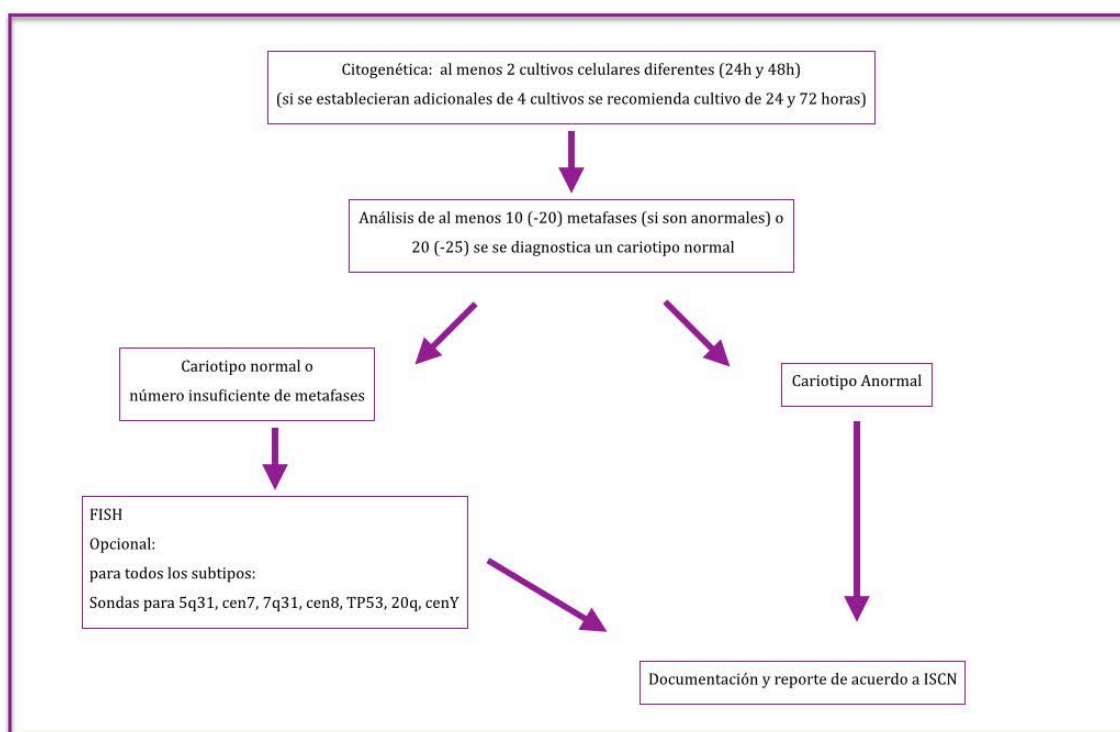 Citogenética: al menos 2 cultivos celulares diferentes (24h y 48h)
(si se establecieran adicionales de 4 cultivos se recomienda cultivo de 24 y 72 horas)
Análisis de al menos 10 (-20) metafases (si son anormales) o
20 (-25) se se diagnostica un cariotipo normal
Cariotipo normal o
número insuficiente de metafases
Cariotipo Anormal
FISH
Opcional:
para todos los subtipos:
Sondas para 5q31, cen7, 7q31, cen8, TP53, 20q, cenY
Documentación y reporte de acuerdo a ISCN